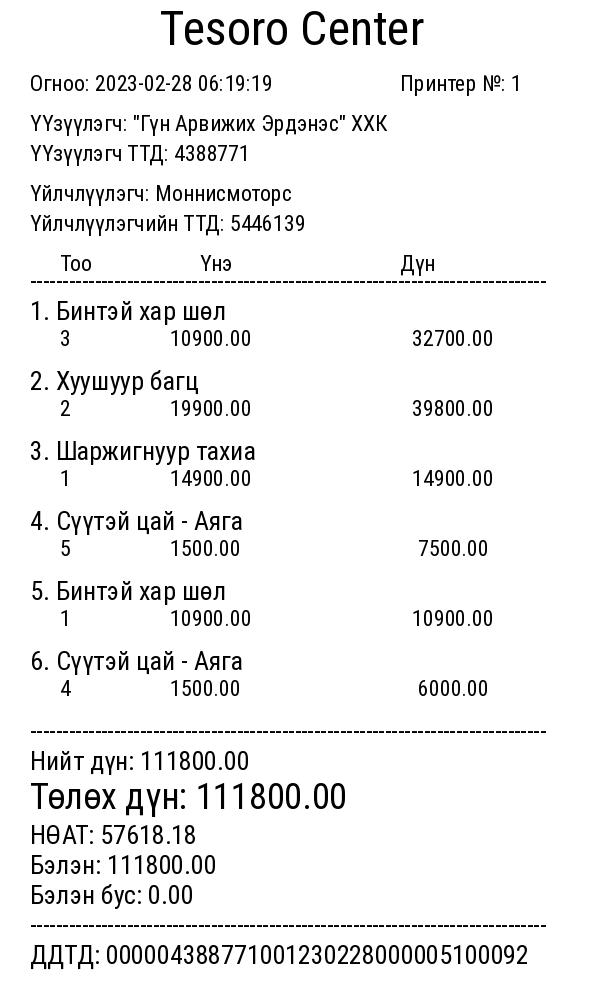 Tesoro Center
Огноо: 2023-02-28 06:19:19 Принтер №: 1
ҮҮзүүлэгч: "Гүн Арвижих Эрдэнэс" ХХК
ҮҮзүүлэгч ТТД: 4388771
Үйлчлүүлэгч: Моннисмоторс
Үйлчлүүлэгчийн ТТД: 5446139
Тоо Үнэ Дүн
--------------------------------------------------------------------------------
1. Бинтэй хар шөл
3 10900.00 32700.00
2. Хуушуур багц
2 19900.00 39800.00
3. Шаржигнуур тахиа
1 14900.00 14900.00
4. Сүүтэй цай - Аяга
5 1500.00 7500.00
5. Бинтэй хар шөл
1 10900.00 10900.00
6. Сүүтэй цай - Аяга
4 1500.00 6000.00
--------------------------------------------------------------------------------
Нийт дүн: 111800.00
Төлөх дүн: 111800.00
НӨАТ: 57618.18
Бэлэн: 111800.00
Бэлэн бус: 0.00
--------------------------------------------------------------------------------
ДДТД: 000004388771001230228000005100092